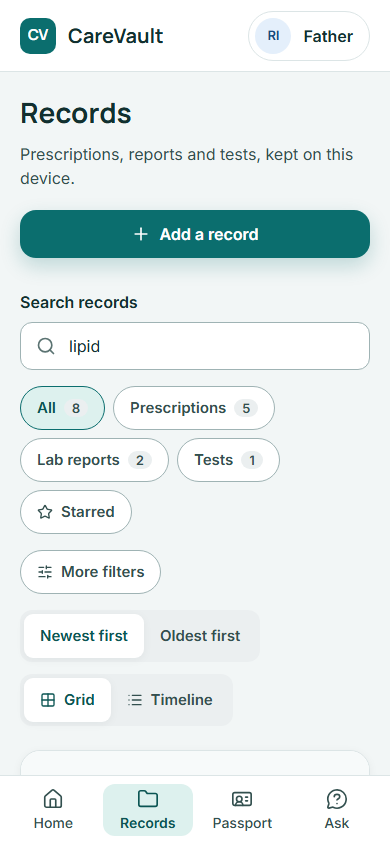 CV CareVault RI Father
Records
Prescriptions, reports and tests, kept on this
device.
Add a record
Search records
lipid
All 8 Prescriptions 5
Lab reports 2 Tests 1
Starred
More filters
Newest first Oldest first
Grid Timeline
Home Records Passport Ask